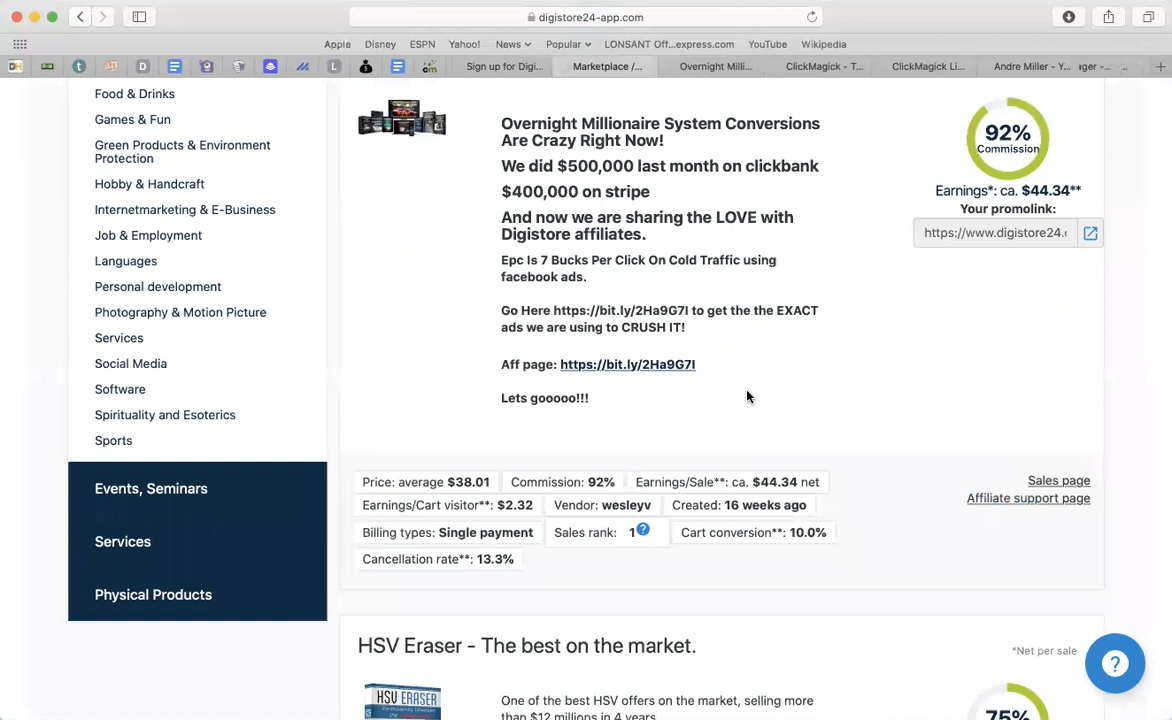 digistore24-app.com
Apple
Disney
ESPN
Yahoo!
News
Popular
LONSANT Off...express.com
YouTube
Wikipedia
Sign up for Digi...
Marketplace /...
Overnight Milli...
ClickMagick - T...
ClickMagick Li...
Andre Miller - Y...
ager -...
Food & Drinks
Games & Fun
Green Products & Environment
Protection
Hobby & Handcraft
Internetmarketing & E-Business
Job & Employment
Languages
Personal development
Photography & Motion Picture
Services
Social Media
Software
Spirituality and Esoterics
Sports
Events, Seminars
Services
Physical Products
Overnight Millionaire System Conversions
Are Crazy Right Now!
We did $500,000 last month on clickbank
$400,000 on stripe
And now we are sharing the LOVE with
Digistore affiliates.
Epc Is 7 Bucks Per Click On Cold Traffic using
facebook ads.
Go Here https://bit.ly/2Ha9G7I to get the the EXACT
ads we are using to CRUSH IT!
Aff page: https://bit.ly/2Ha9G7I
Lets gooooo!!!
92%
Commission
Earnings*: ca. $44.34**
Your promolink:
https://www.digistore24.c
Price: average $38.01
Commission: 92%
Earnings/Sale**: ca. $44.34 net
Earnings/Cart visitor**: $2.32
Vendor: wesleyv
Created: 16 weeks ago
Billing types: Single payment
Sales rank: 1
?
Cart conversion**: 10.0%
Cancellation rate**: 13.3%
Sales page
Affiliate support page
HSV Eraser - The best on the market.
*Net per sale
HSV ERASER
One of the best HSV offers on the market, selling more
than $12 millions in 4 years
75%
?